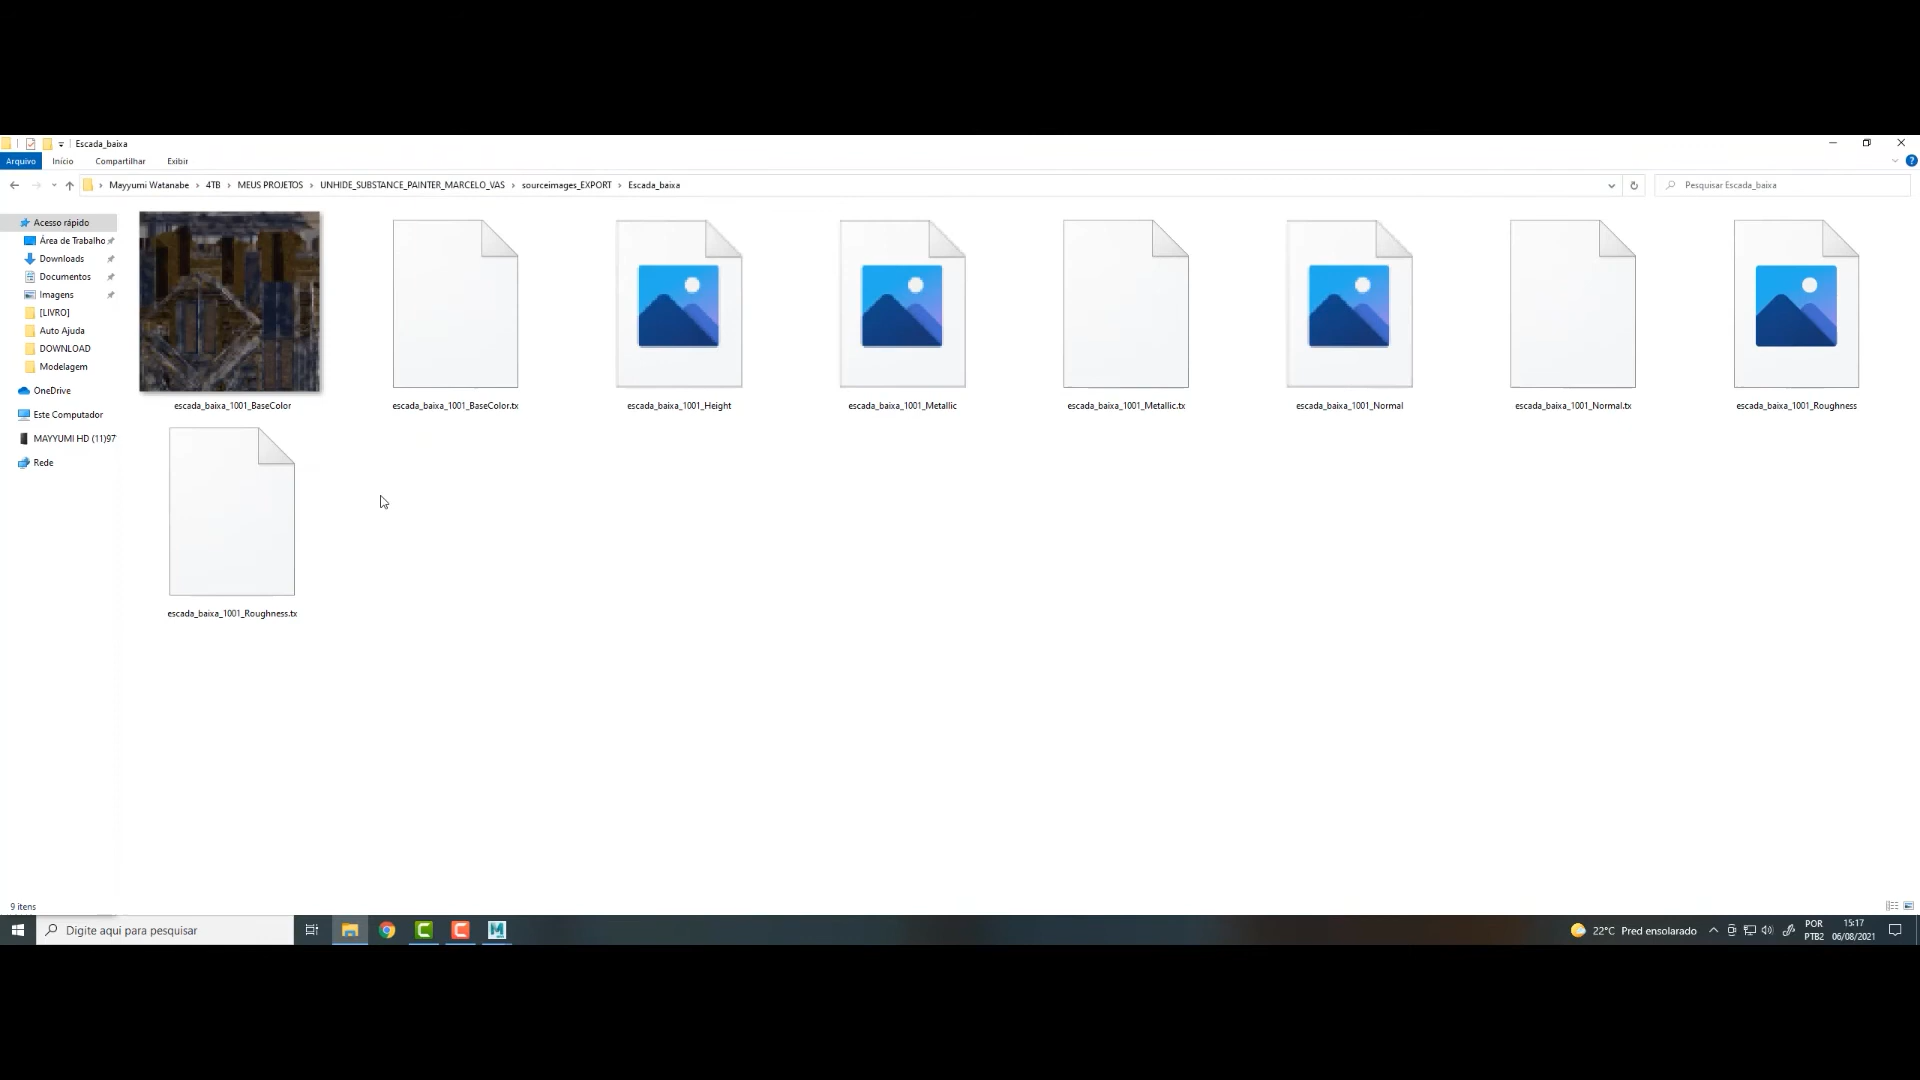 Escada_baixa
Arquivo Início Compartilhar Exibir
Mayyumi Watanabe › 4TB › MEUS PROJETOS › UNHIDE_SUBSTANCE_PAINTER_MARCELO_VAS › sourceimages_EXPORT › Escada_baixa
Pesquisar Escada_baixa
Acesso rápido
Área de Trabalho
Downloads
Documentos
Imagens
[LIVRO]
Auto Ajuda
DOWNLOAD
Modelagem
OneDrive
Este Computador
MAYYUMI HD (11)97
Rede
escada_baixa_1001_BaseColor
escada_baixa_1001_BaseColor.tx
escada_baixa_1001_Height
escada_baixa_1001_Metallic
escada_baixa_1001_Metallic.tx
escada_baixa_1001_Normal
escada_baixa_1001_Normal.tx
escada_baixa_1001_Roughness
escada_baixa_1001_Roughness.tx
9 itens
Digite aqui para pesquisar
22°C Pred ensolarado
POR
PTB2
15:17
06/08/2021